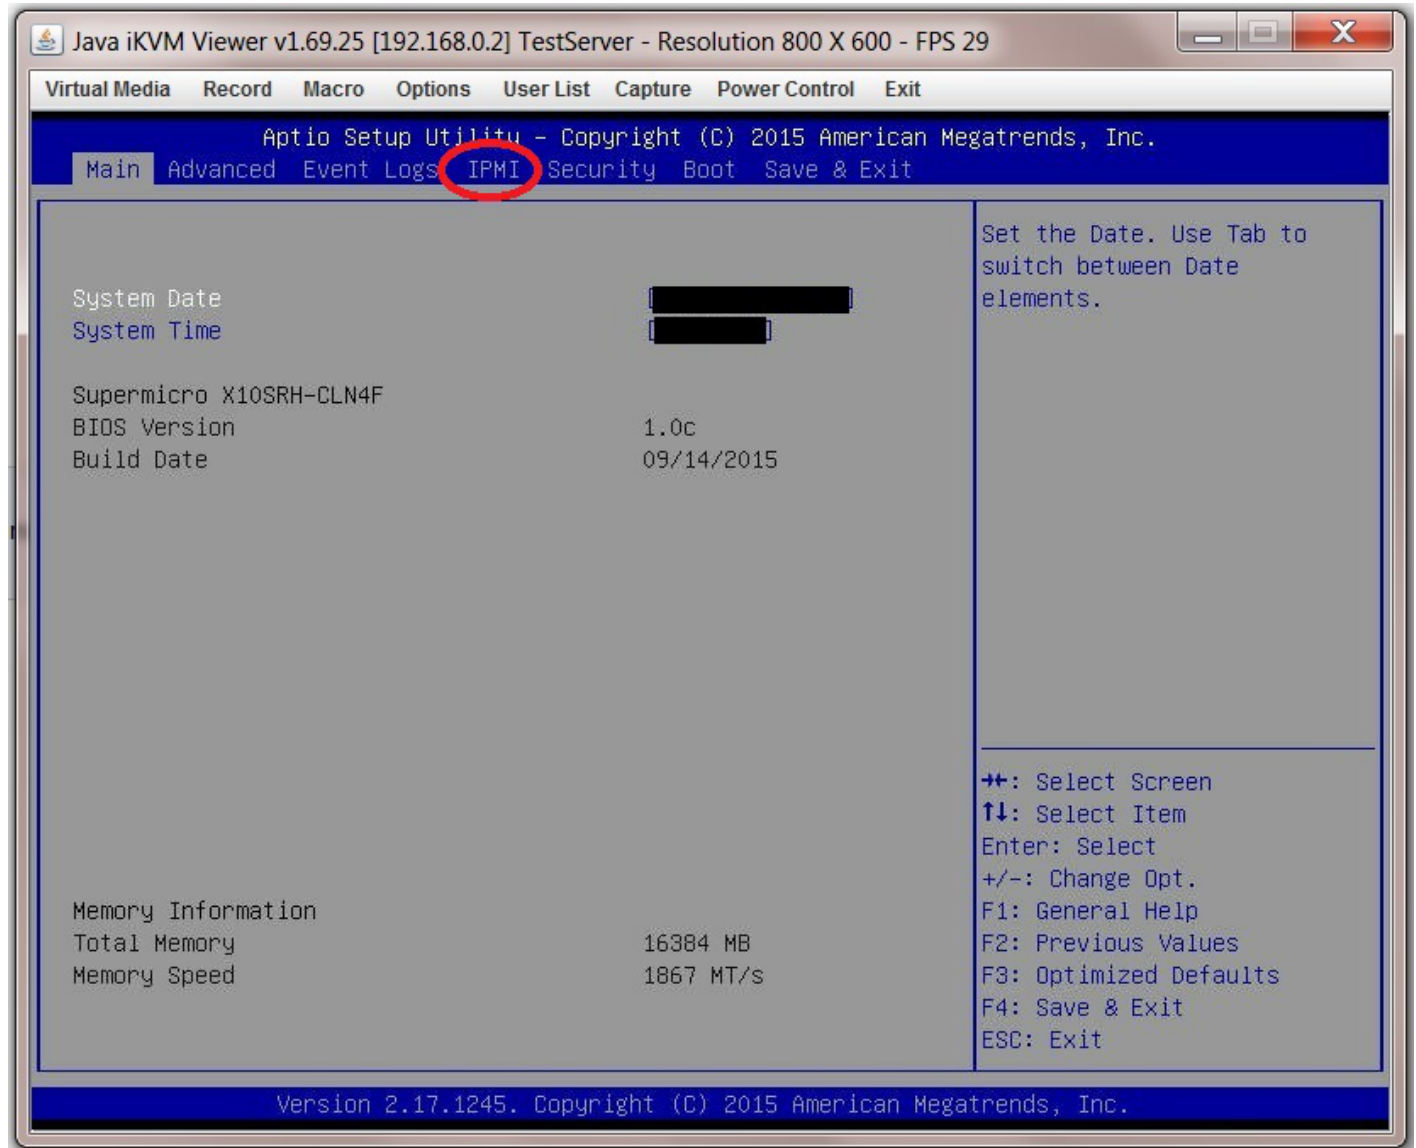 Java iKVM Viewer v1.69.25 [192.168.0.2] TestServer - Resolution 800 X 600 - FPS 29
Virtual Media Record Macro Options User List Capture Power Control Exit
Aptio Setup Utility – Copyright (C) 2015 American Megatrends, Inc.
Main Advanced Event Logs IPMI Security Boot Save & Exit
Set the Date. Use Tab to
switch between Date
elements.
System Date [ ]
System Time [ ]
Supermicro X10SRH-CLN4F
BIOS Version 1.0c
Build Date 09/14/2015
Memory Information
Total Memory 16384 MB
Memory Speed 1867 MT/s
→←: Select Screen
↑↓: Select Item
Enter: Select
+/-: Change Opt.
F1: General Help
F2: Previous Values
F3: Optimized Defaults
F4: Save & Exit
ESC: Exit
Version 2.17.1245. Copyright (C) 2015 American Megatrends, Inc.